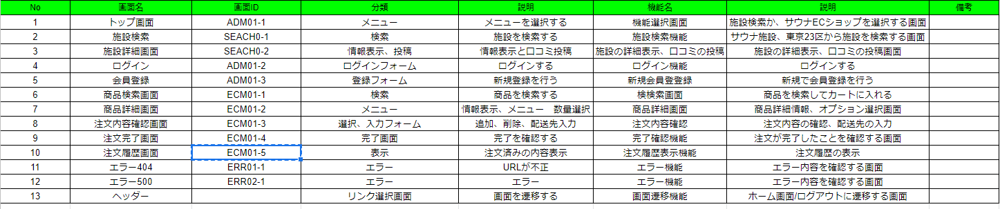 No 画面名 画面ID 分類 説明 機能名 説明 備考
1 トップ画面 ADM01-1 メニュー メニューを選択する 機能選択画面 施設検索か、サウナECショップを選択する画面
2 施設検索 SEACH0-1 検索 施設を検索する 施設検索機能 サウナ施設、東京23区から施設を検索する画面
3 施設詳細画面 SEACH0-2 情報表示、投稿 情報表示と口コミ投稿 施設の詳細表示、口コミの投稿 施設の詳細表示、口コミの投稿画面
4 ログイン ADM01-2 ログインフォーム ログインする ログイン機能 ログインする
5 会員登録 ADM01-3 登録フォーム 新規登録を行う 新規会員登録 新規で会員登録を行う
6 商品検索画面 ECM01-1 検索 商品を検索する 検検索画面 商品を検索してカートに入れる
7 商品詳細画面 ECM01-2 メニュー 情報表示、メニュー　数量選択 商品詳細画面 商品詳細情報、オプション選択画面
8 注文内容確認画面 ECM01-3 選択、入力フォーム 追加、削除、配送先入力 注文内容確認 注文内容の確認、配送先の入力
9 注文完了画面 ECM01-4 完了画面 完了を確認する 完了確認機能 注文が完了したことを確認する画面
10 注文履歴画面 ECM01-5 表示 注文済みの内容表示 注文履歴表示機能 注文履歴の表示
11 エラー404 ERR01-1 エラー URLが不正 エラー機能 エラー内容を確認する画面
12 エラー500 ERR02-1 エラー エラー エラー機能 エラー内容を確認する画面
13 ヘッダー リンク選択画面 画面を遷移する 画面遷移機能 ホーム画面/ログアウトに遷移する画面